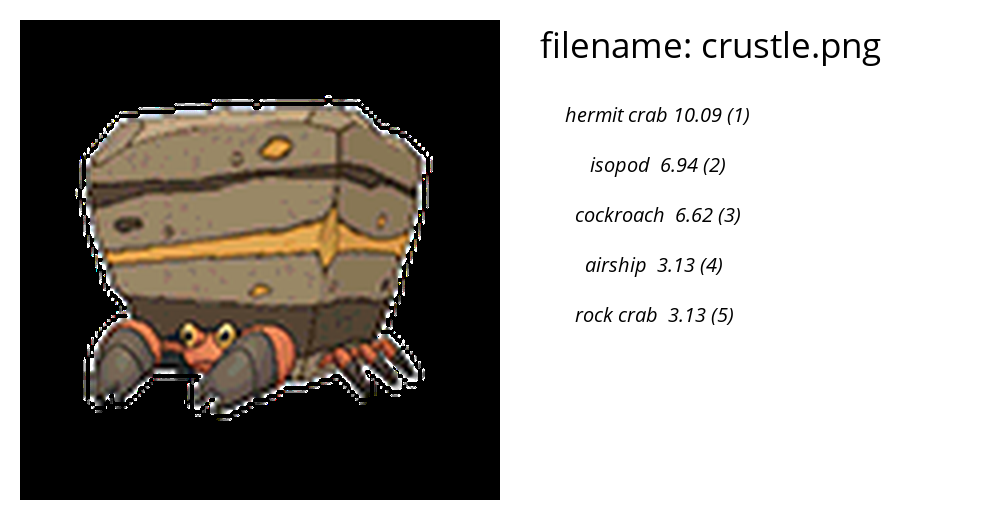 filename: crustle.png
hermit crab 10.09 (1)
isopod 6.94 (2)
cockroach 6.62 (3)
airship 3.13 (4)
rock crab 3.13 (5)